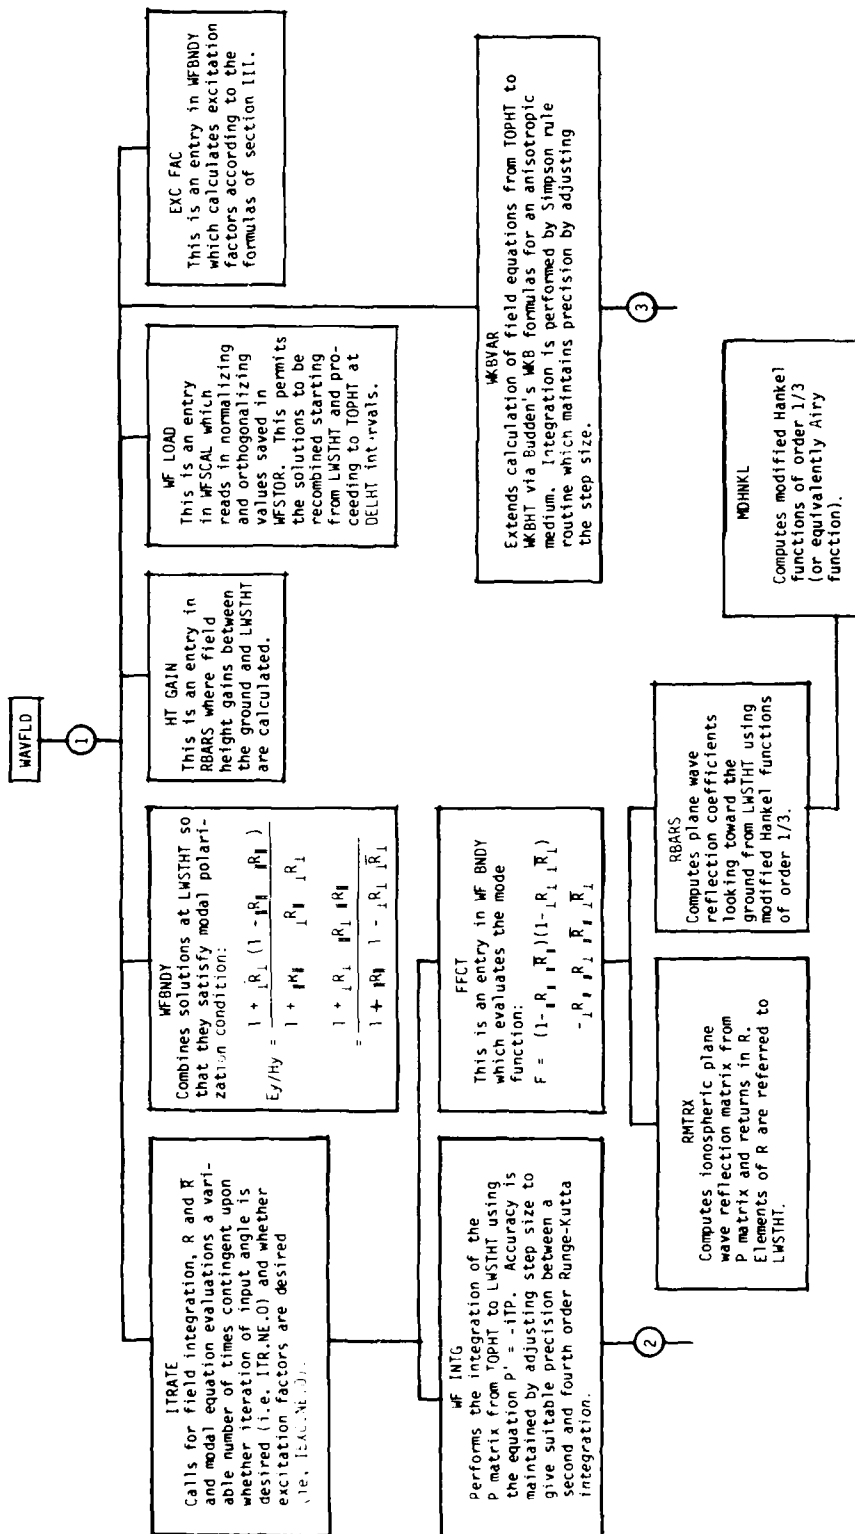 WAVFLD
1
ITRATE
Calls for field integration, R and R̅
and modal equation evaluations a vari-
able number of times contingent upon
whether iteration of input angle is
desired (i.e. ITR.NE.0) and whether
excitation factors are desired
WFBNDY
Combines solutions at LWSTHT so
that they satisfy modal polari-
zation condition:
Ey/Hy = 1 + ⊥R̅⊥ (1 - ∥R∥ ∥R̅∥ )
1 + ∥R̅∥ ⊥R∥ ⊥R̅⊥
= 1 + ⊥R̅⊥ ∥R⊥ ∥R̅∥
1 + ∥R̅∥ 1 - ⊥R⊥ ⊥R̅⊥
HT GAIN
This is an entry in
RBARS where field
height gains between
the ground and LWSTHT
are calculated.
WF LOAD
This is an entry
in WFSCAL which
reads in normalizing
and orthogonalizing
values saved in
WFSTOR. This permits
the solutions to be
recombined starting
from LWSTHT and pro-
ceeding to TOPHT at
DELHT intervals.
EXC FAC
This is an entry in WFBNDY
which calculates excitation
factors according to the
formulas of section III.
WF INTG
Performs the integration of the
P matrix from TOPHT to LWSTHT using
the equation P' = -iTP. Accuracy is
maintained by adjusting step size to
give suitable precision between a
second and fourth order Runge-Kutta
integration.
2
FFCT
This is an entry in WF BNDY
which evaluates the mode
function:
F = (1-∥R∥ ∥R̅∥)(1-⊥R⊥ ⊥R̅⊥)
-⊥R∥ ∥R⊥ ∥R̅∥ ⊥R̅⊥
WKBVAR
Extends calculation of field equations from TOPHT to
WKBHT via Budden's WKB formulas for an anisotropic
medium. Integration is performed by Simpson rule
routine which maintains precision by adjusting
the step size.
3
RMTRX
Computes ionospheric plane
wave reflection matrix from
P matrix and returns in R.
Elements of R are referred to
LWSTHT.
RBARS
Computes plane wave
reflection coefficients
looking toward the
ground from LWSTHT using
modified Hankel functions
of order 1/3.
MDHNKL
Computes modified Hankel
functions of order 1/3
(or equivalently Airy
function).